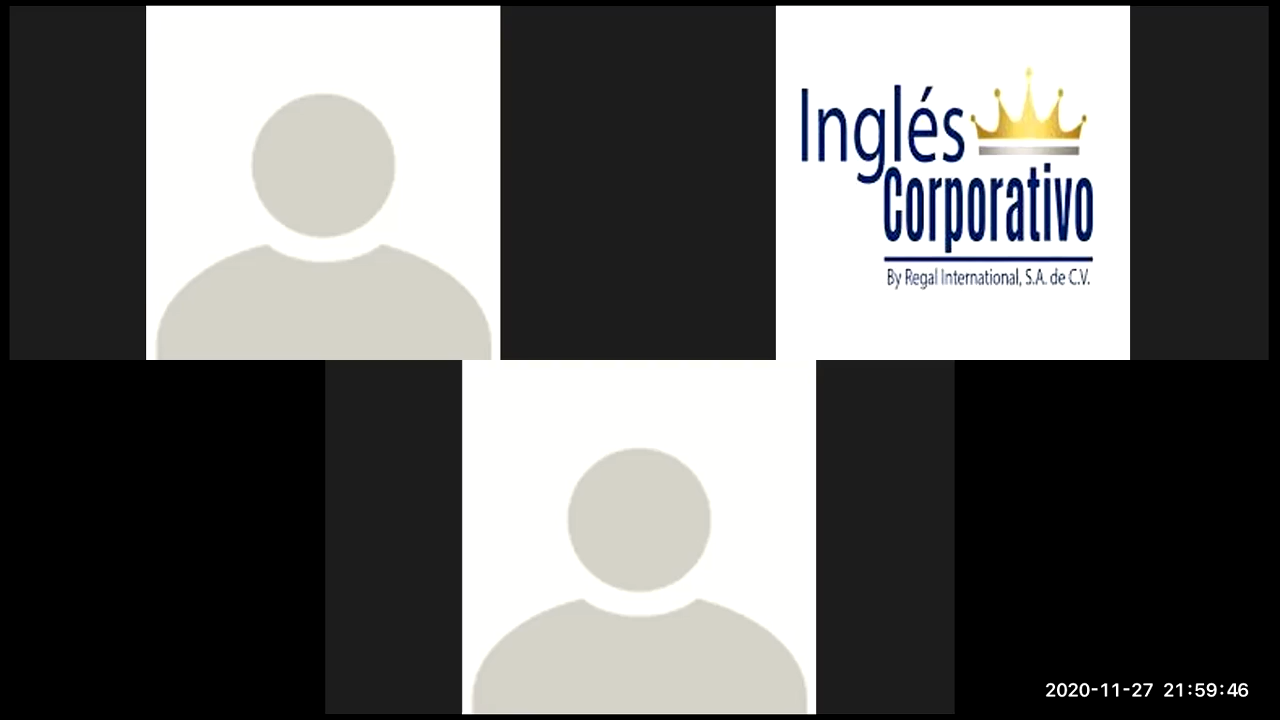 Inglés
Corporativo
By Regal International, S.A. de C.V.
2020-11-27 21:59:46